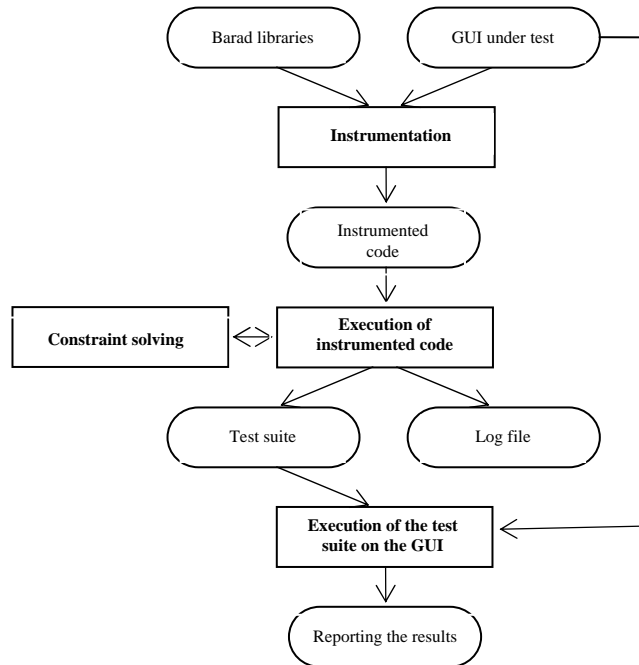 Barad libraries
GUI under test
Instrumentation
Instrumented
code
Constraint solving
Execution of
instrumented code
Test suite
Log file
Execution of the test
suite on the GUI
Reporting the results